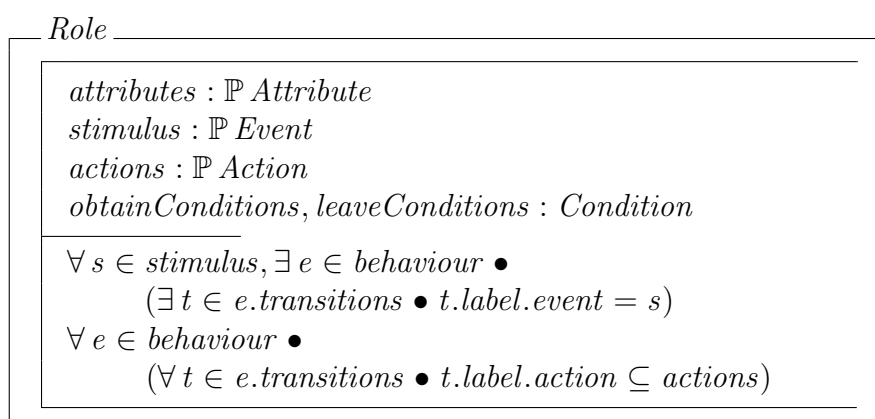 Role
attributes : ℙ Attribute
stimulus : ℙ Event
actions : ℙ Action
obtainConditions, leaveConditions : Condition
∀ s ∈ stimulus, ∃ e ∈ behaviour •
(∃ t ∈ e.transitions • t.label.event = s)
∀ e ∈ behaviour •
(∀ t ∈ e.transitions • t.label.action ⊆ actions)